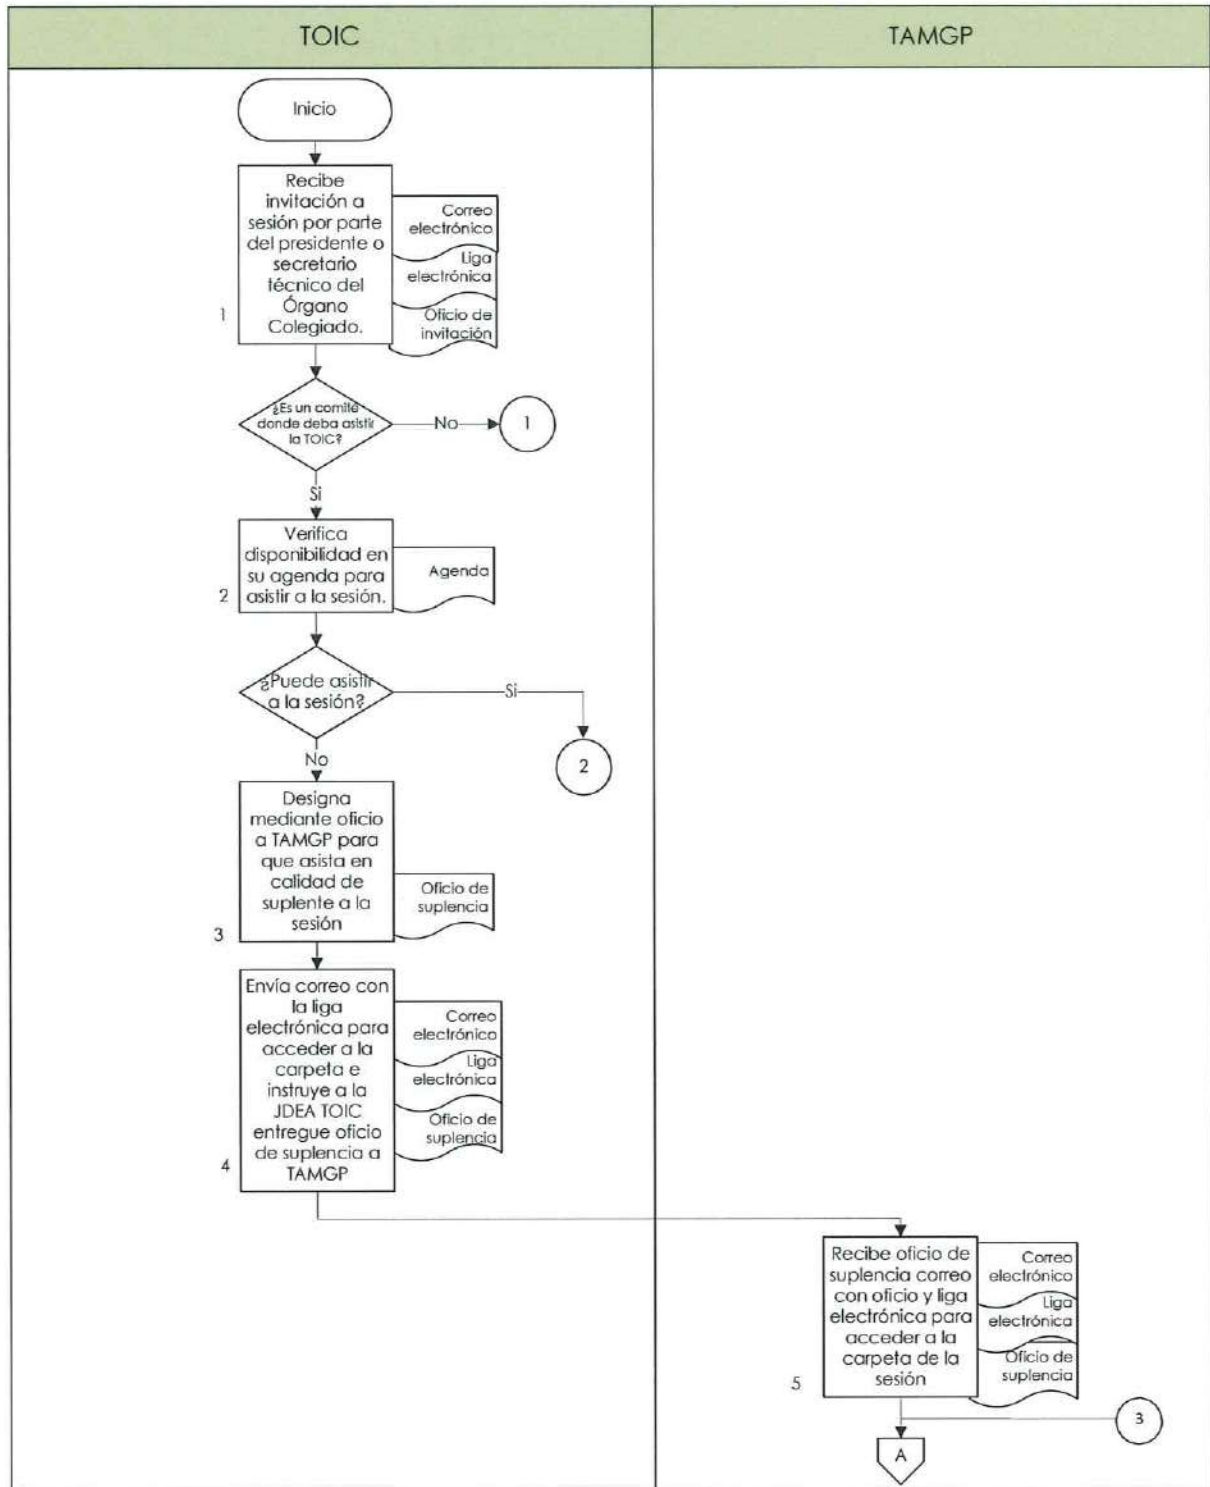 TOIC
TAMGP
Inicio
Recibe
invitación a
sesión por parte
del presidente o
secretario
técnico del
Órgano
Colegiado.
1
Correo
electrónico
Liga
electrónica
Oficio de
invitación
¿Es un comité
donde deba asistir
la TOIC?
No
1
Si
Verifica
disponibilidad en
su agenda para
asistir a la sesión.
2
Agenda
¿Puede asistir
a la sesión?
Si
2
No
Designa
mediante oficio
a TAMGP para
que asista en
calidad de
suplente a la
sesión
3
Oficio de
suplencia
Envía correo con
la liga
electrónica para
acceder a la
carpeta e
instruye a la
JDEA TOIC
entregue oficio
de suplencia a
TAMGP
4
Correo
electrónico
Liga
electrónica
Oficio de
suplencia
Recibe oficio de
suplencia correo
con oficio y liga
electrónica para
acceder a la
carpeta de la
sesión
5
Correo
electrónico
Liga
electrónica
Oficio de
suplencia
3
A